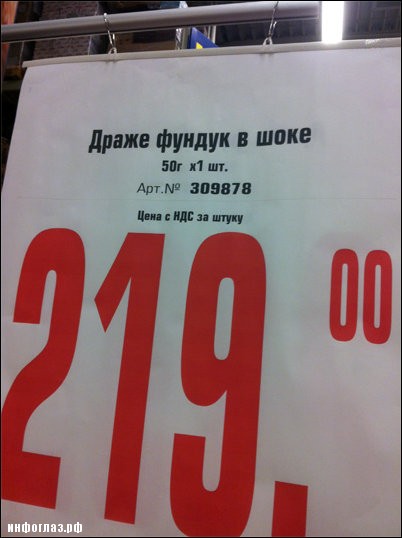 Драже фундук в шоке
50г х1 шт.
Арт.№ 309878
Цена с НДС за штуку
219.00
инфоглаз.рф